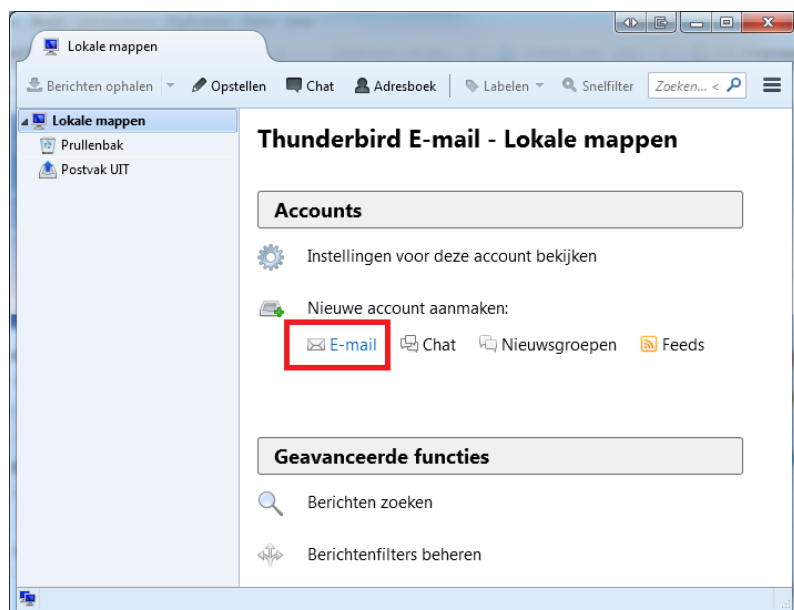 Lokale mappen
Berichten ophalen Opstellen Chat Adresboek Labelen Snelfilter Zoeken... <
Lokale mappen
Prullenbak
Postvak UIT
Thunderbird E-mail - Lokale mappen
Accounts
Instellingen voor deze account bekijken
Nieuwe account aanmaken:
E-mail Chat Nieuwsgroepen Feeds
Geavanceerde functies
Berichten zoeken
Berichtenfilters beheren